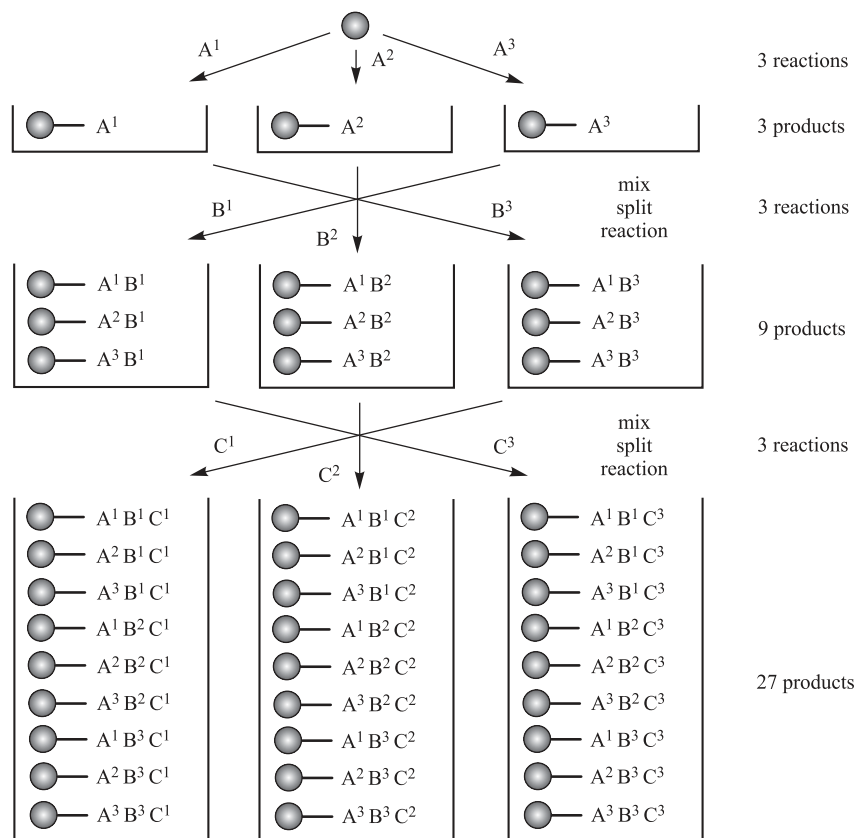 A¹ A² A³ 3 reactions
A¹ A² A³ 3 products
mix
split
reaction
B¹ B² B³ 3 reactions
A¹ B¹ A¹ B² A¹ B³
A² B¹ A² B² A² B³ 9 products
A³ B¹ A³ B² A³ B³
mix
split
reaction
C¹ C² C³ 3 reactions
A¹ B¹ C¹ A¹ B¹ C² A¹ B¹ C³
A² B¹ C¹ A² B¹ C² A² B¹ C³
A³ B¹ C¹ A³ B¹ C² A³ B¹ C³
A¹ B² C¹ A¹ B² C² A¹ B² C³
A² B² C¹ A² B² C² A² B² C³ 27 products
A³ B² C¹ A³ B² C² A³ B² C³
A¹ B³ C¹ A¹ B³ C² A¹ B³ C³
A² B³ C¹ A² B³ C² A² B³ C³
A³ B³ C¹ A³ B³ C² A³ B³ C³